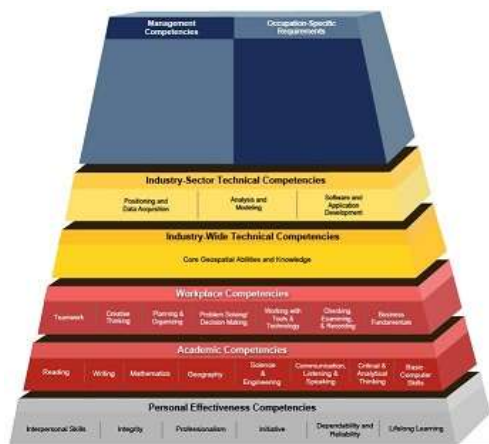 Management
Competencies
Occupation-Specific
Requirements
Industry-Sector Technical Competencies
Positioning and
Data Acquisition
Analysis and
Modeling
Software and
Application
Development
Industry-Wide Technical Competencies
Core Geospatial Abilities and Knowledge
Workplace Competencies
Teamwork
Creative
Thinking
Planning &
Organizing
Problem Solving/
Decision Making
Working with
Tools &
Technology
Checking,
Examining,
& Recording
Business
Fundamentals
Academic Competencies
Reading
Writing
Mathematics
Geography
Science
&
Engineering
Communication,
Listening &
Speaking
Critical &
Analytical
Thinking
Basic
Computer
Skills
Personal Effectiveness Competencies
Interpersonal Skills
Integrity
Professionalism
Initiative
Dependability and
Reliability
Lifelong Learning